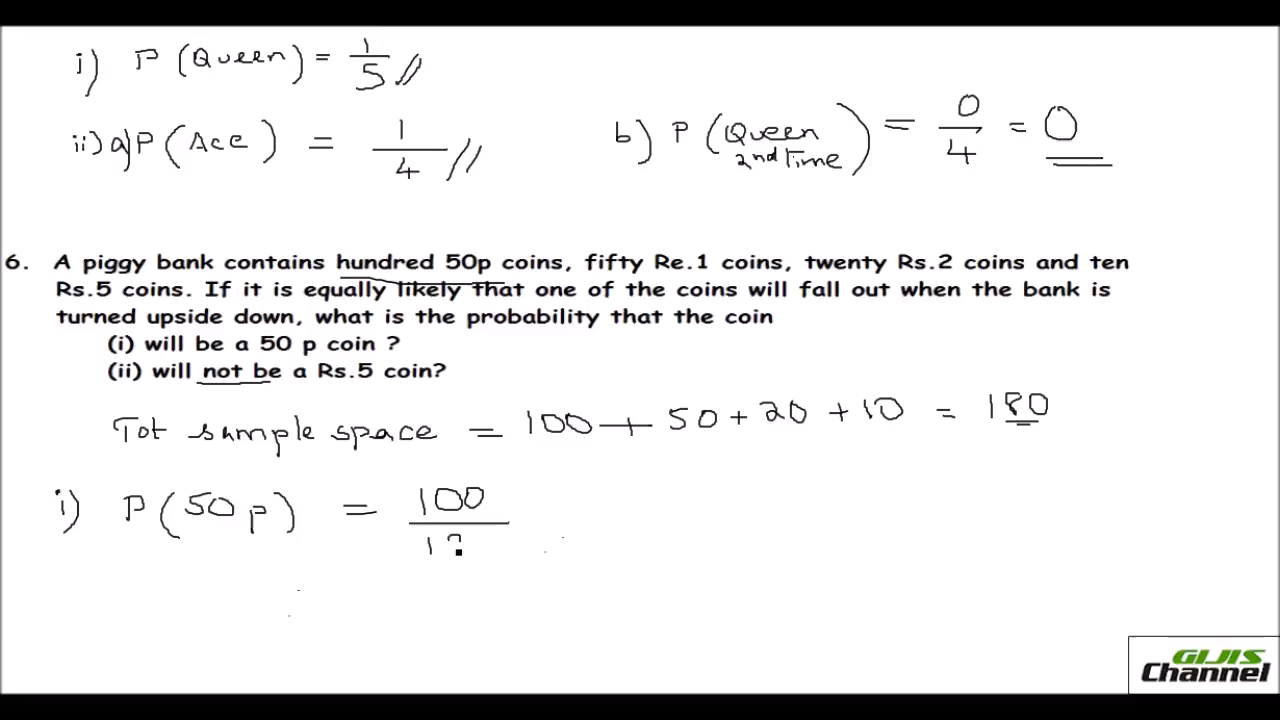 i) P (Queen) = 1/5 //
ii) a) P (Ace) = 1/4 // b) P (Queen 2nd Time) = 0/4 = 0
6. A piggy bank contains hundred 50p coins, fifty Re.1 coins, twenty Rs.2 coins and ten
Rs.5 coins. If it is equally likely that one of the coins will fall out when the bank is
turned upside down, what is the probability that the coin
(i) will be a 50 p coin ?
(ii) will not be a Rs.5 coin?
Tot sample space = 100 + 50 + 20 + 10 = 180
i) P (50 p) = 100
GIIS
Channel